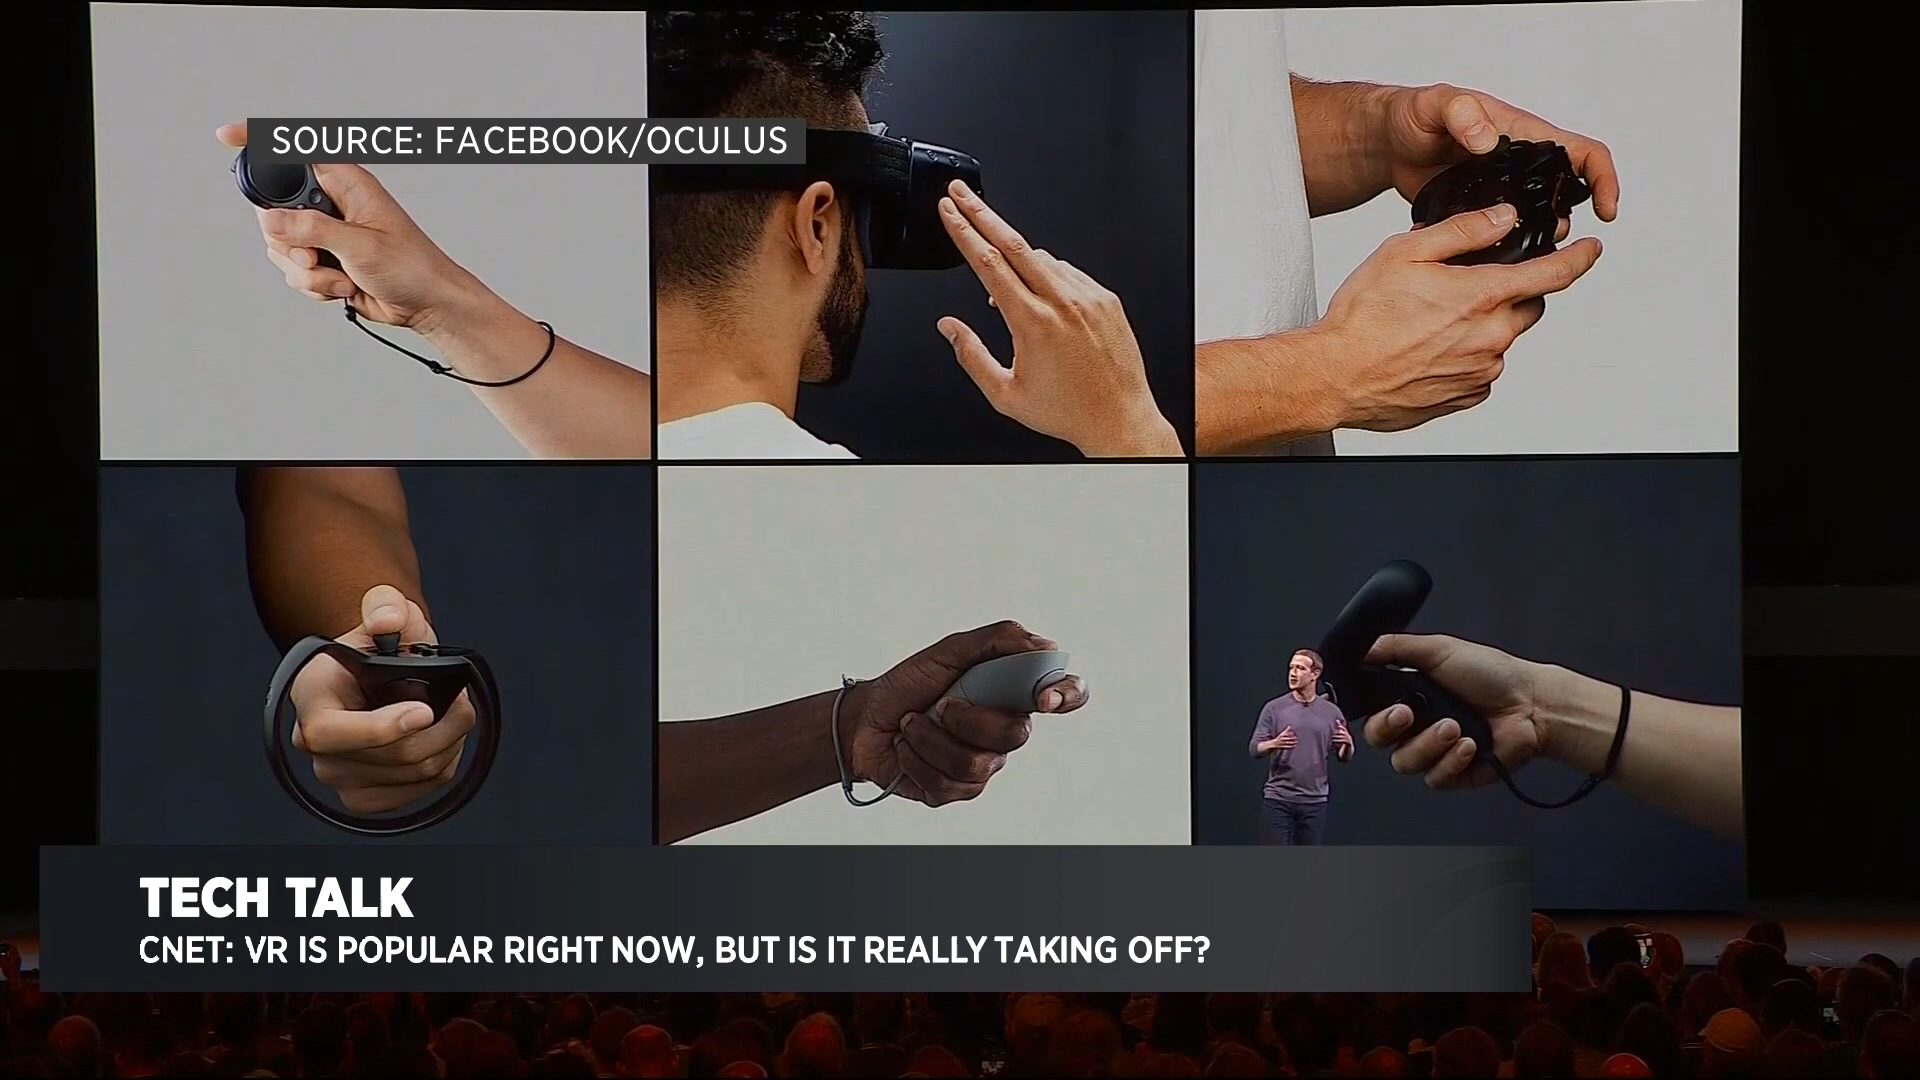 SOURCE: FACEBOOK/OCULUS
TECH TALK
CNET: VR IS POPULAR RIGHT NOW, BUT IS IT REALLY TAKING OFF?